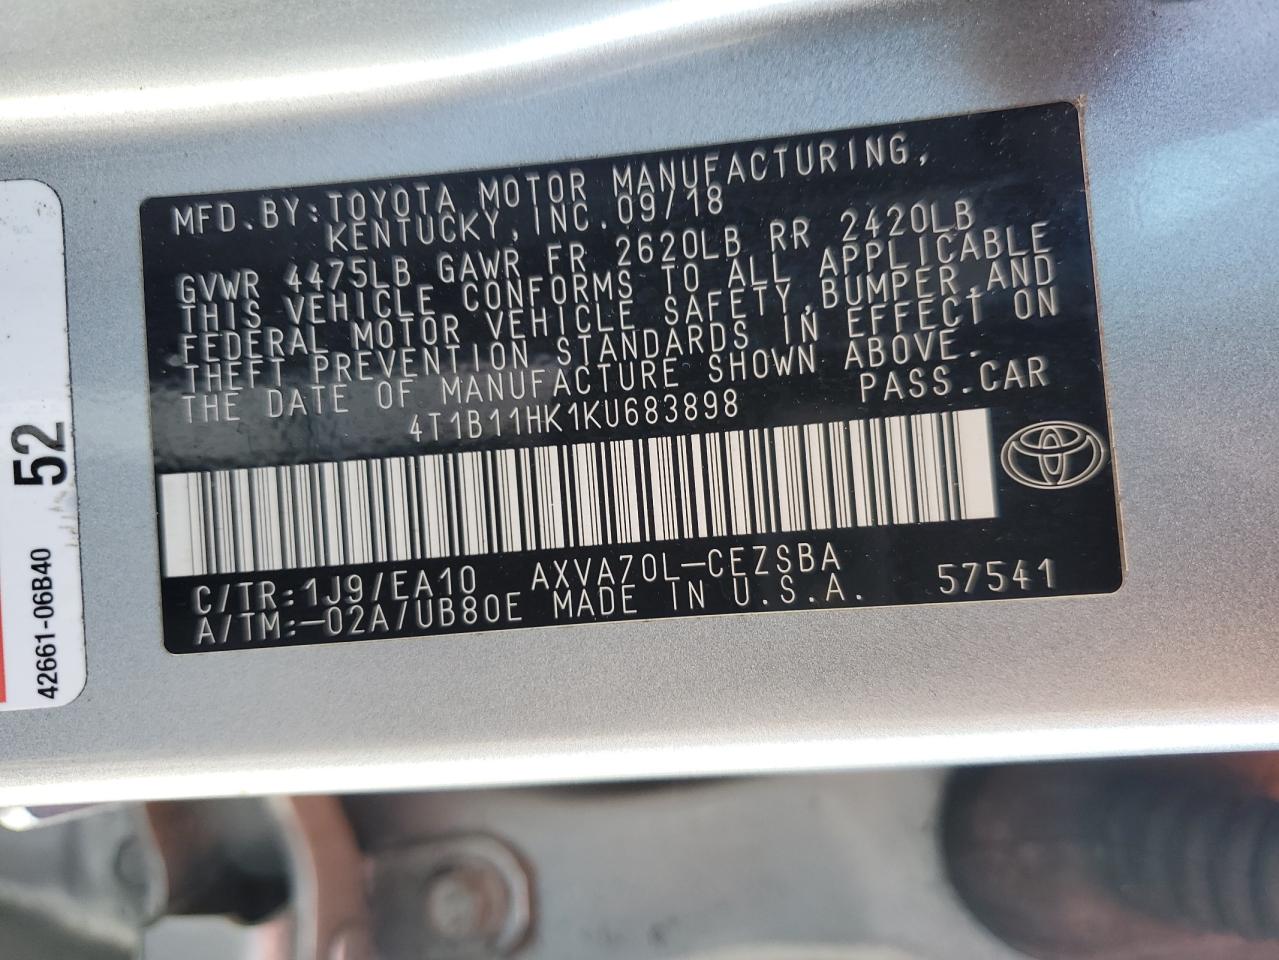 MFD.BY:TOYOTA MOTOR MANUFACTURING,
KENTUCKY,INC.09/18
GVWR 4475LB GAWR FR 2620LB RR 2420LB
THIS VEHICLE CONFORMS TO ALL APPLICABLE
FEDERAL MOTOR VEHICLE SAFETY,BUMPER,AND
THEFT PREVENTION STANDARDS IN EFFECT ON
THE DATE OF MANUFACTURE SHOWN ABOVE.
4T1B11HK1KU683898 PASS.CAR
C/TR:1J9/EA10 AXVA70L-CEZSBA
A/TM:-02A/UB80E MADE IN U.S.A. 57541
42661-06B40 52